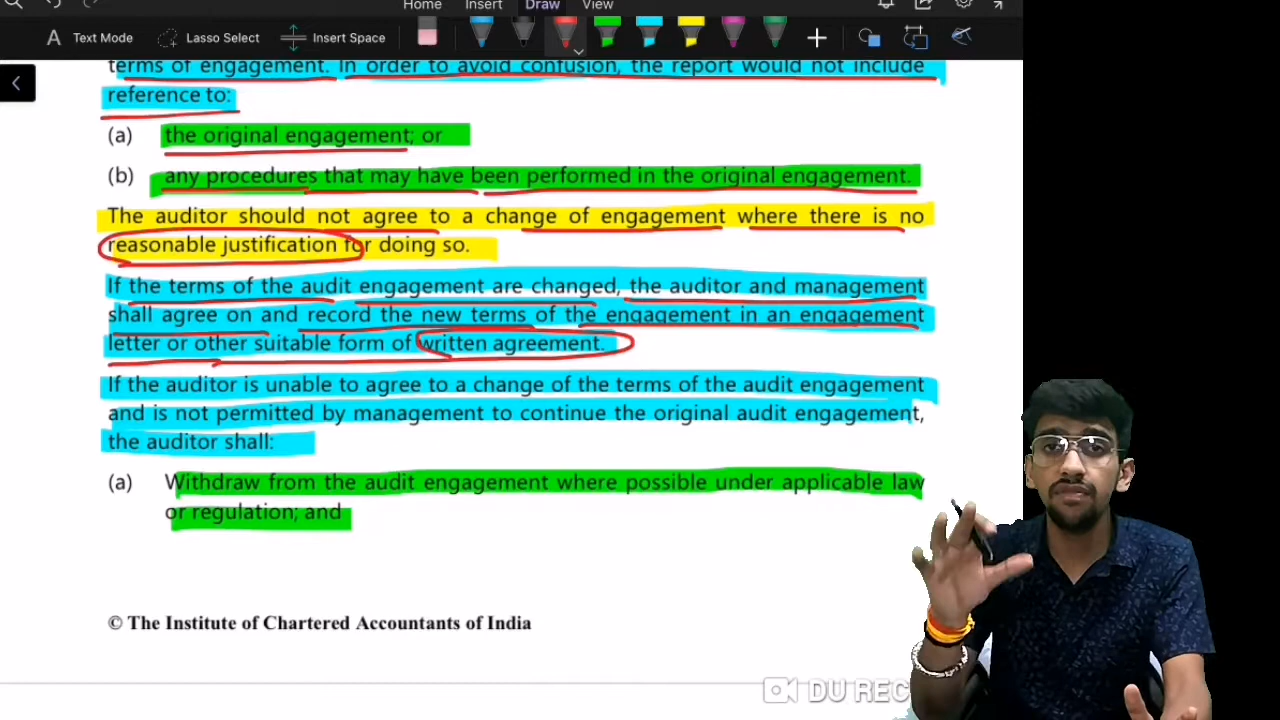 Home Insert Draw View
Text Mode Lasso Select Insert Space
terms of engagement. In order to avoid confusion, the report would not include
reference to:
(a) the original engagement; or
(b) any procedures that may have been performed in the original engagement.
The auditor should not agree to a change of engagement where there is no
reasonable justification for doing so.
If the terms of the audit engagement are changed, the auditor and management
shall agree on and record the new terms of the engagement in an engagement
letter or other suitable form of written agreement.
If the auditor is unable to agree to a change of the terms of the audit engagement
and is not permitted by management to continue the original audit engagement,
the auditor shall:
(a) Withdraw from the audit engagement where possible under applicable law
or regulation; and
© The Institute of Chartered Accountants of India
DU REC